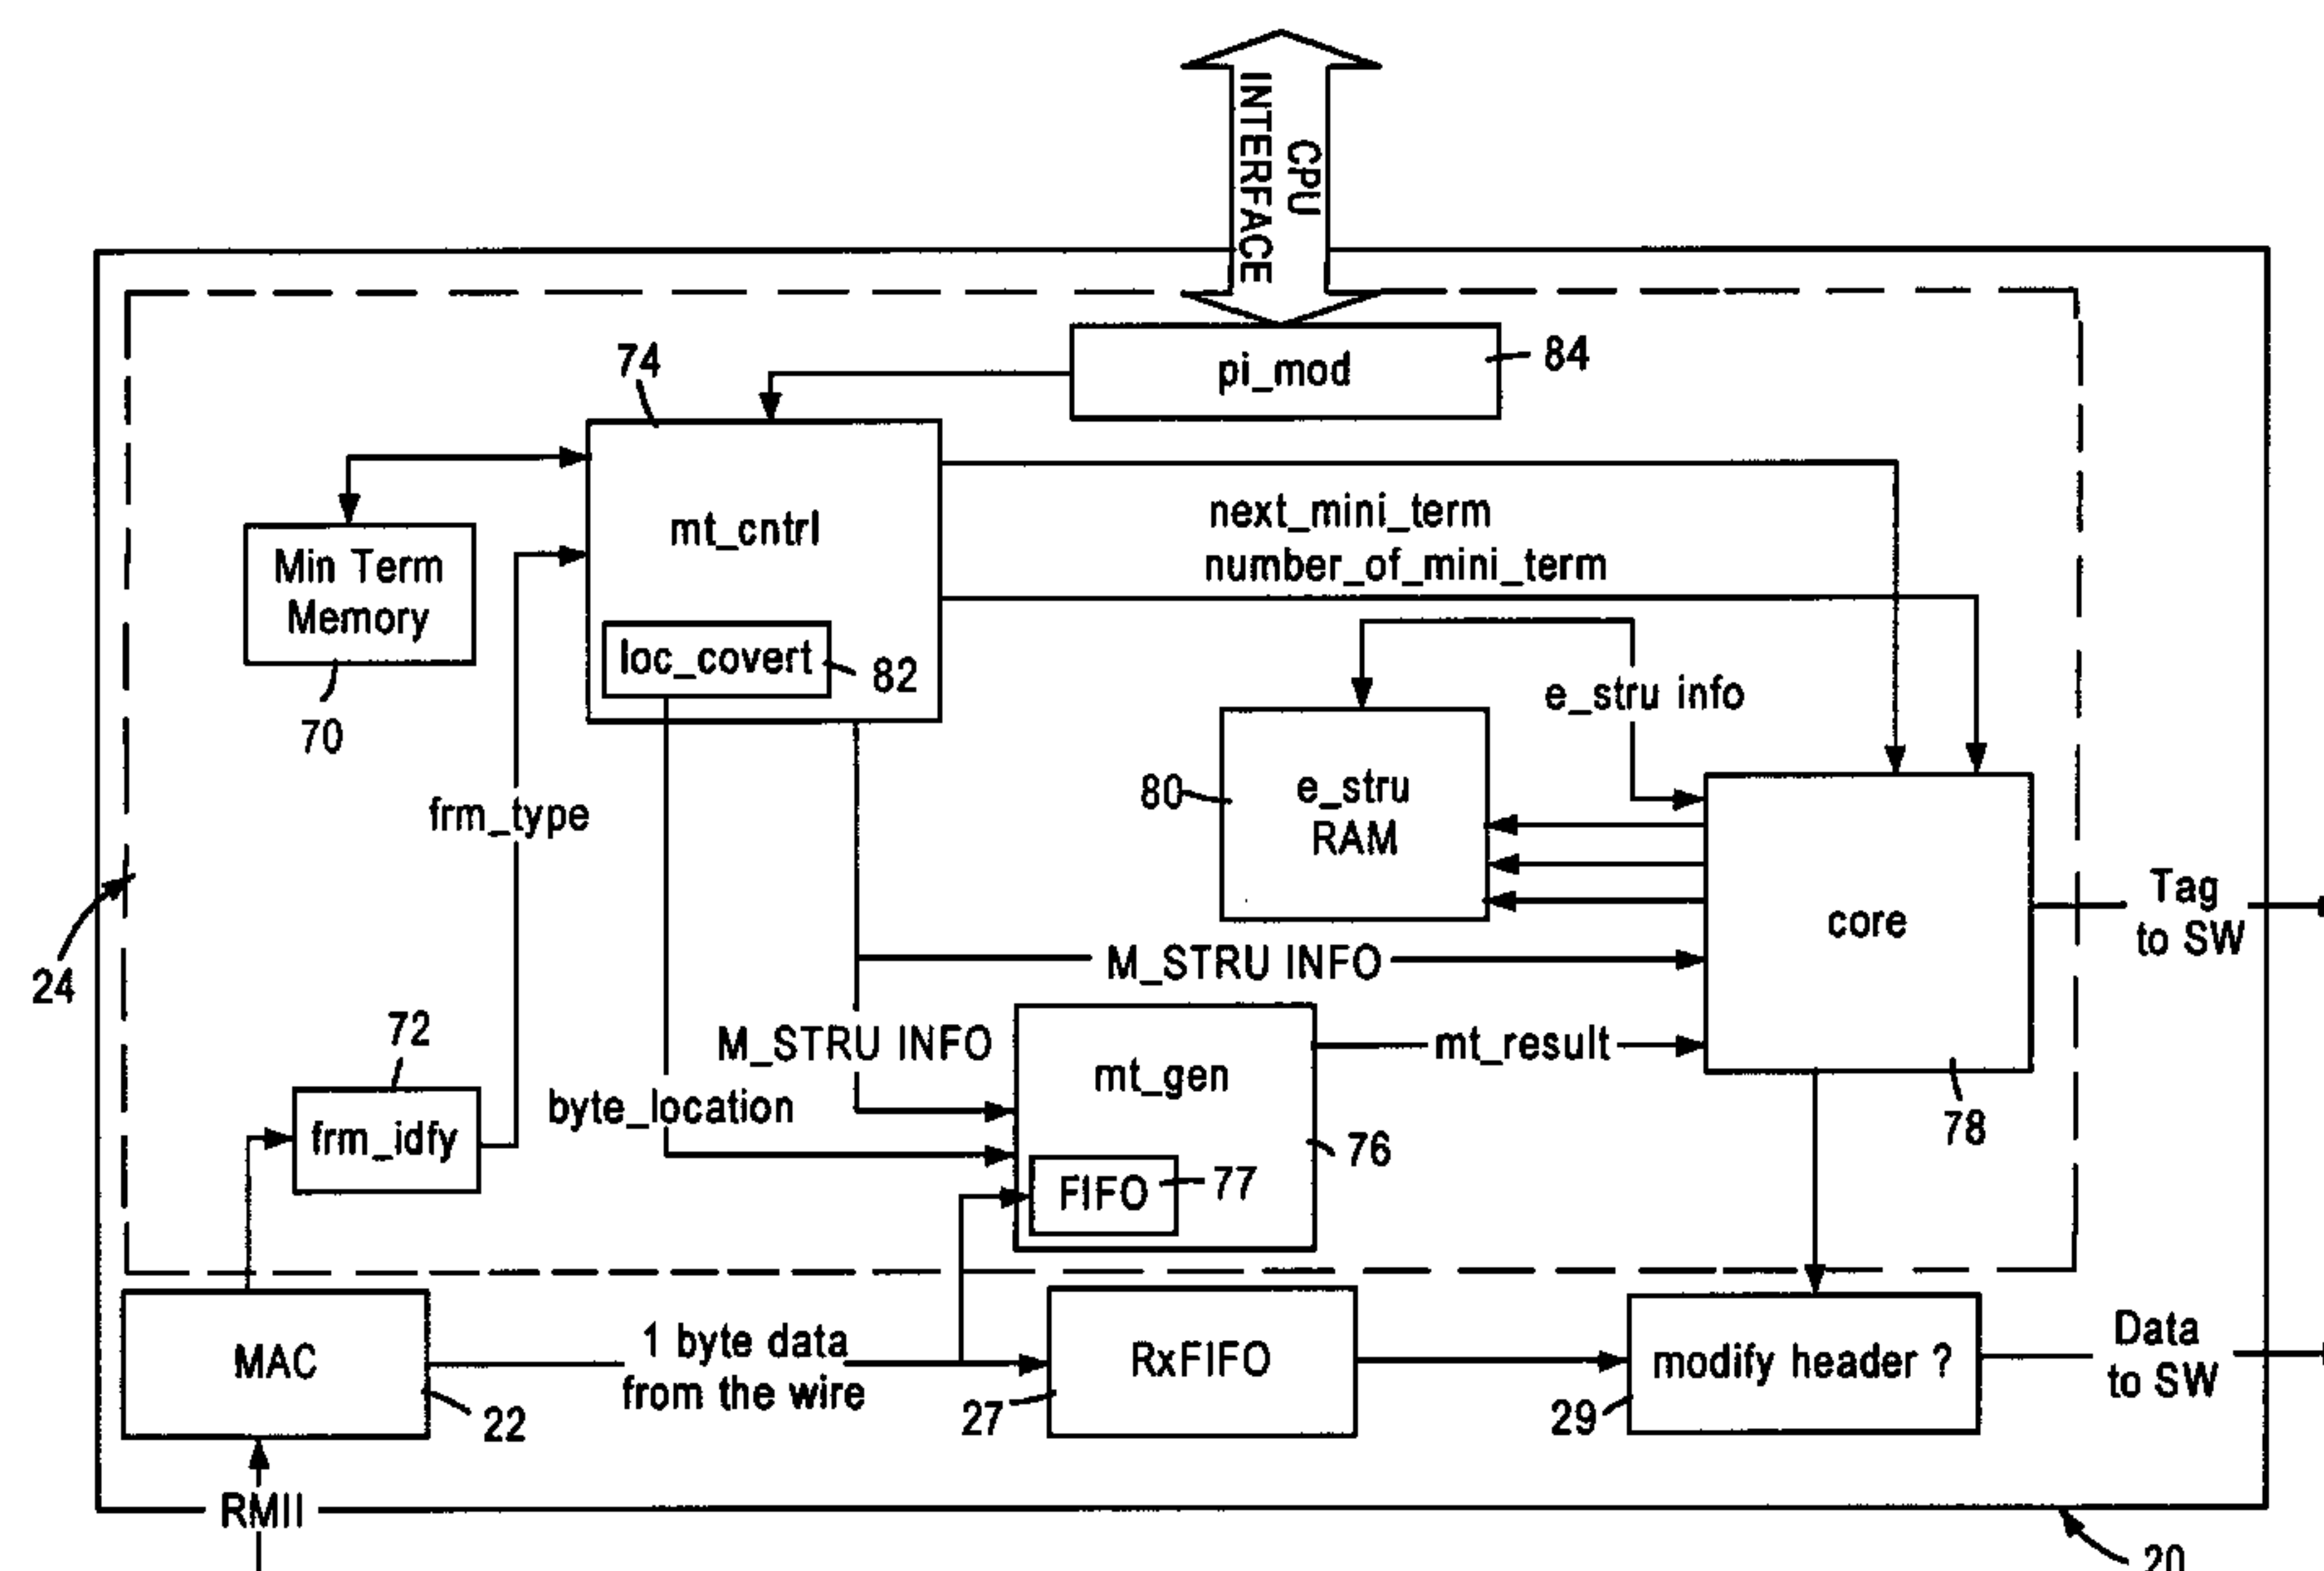 CPU
INTERFACE
pi_mod
84
74
mt_cntrl
next_mini_term
number_of_mini_term
Min Term
Memory
70
loc_covert
82
e_stru info
80
e_stru
RAM
frm_type
core
Tag
to SW
24
M_STRU INFO
72
M_STRU INFO
mt_gen
mt_result
byte_location
frm_idfy
76
78
FIFO
77
MAC
22
1 byte data
from the wire
RxFIFO
27
modify header ?
29
Data
to SW
RMII
20